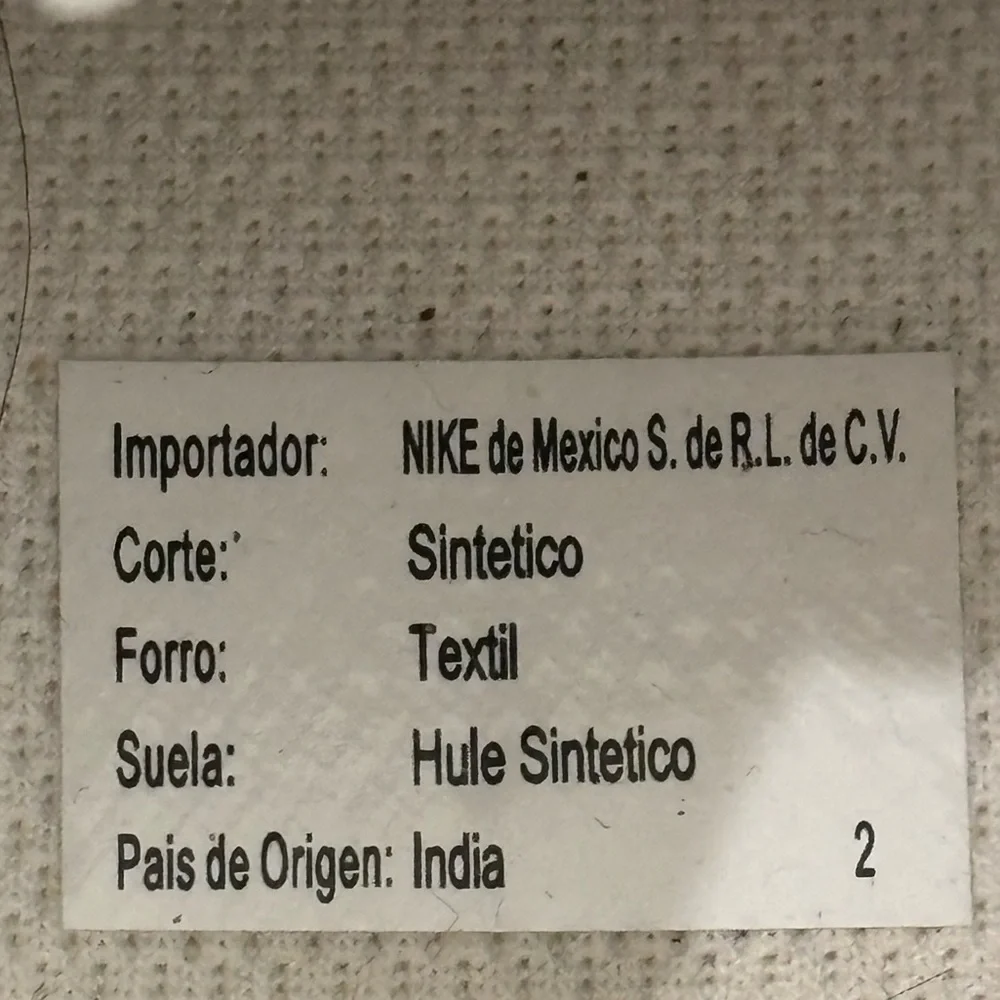 Importador: NIKE de Mexico S. de R.L. de C.V.
Corte: Sintetico
Forro: Textil
Suela: Hule Sintetico
Pais de Origen: India 2